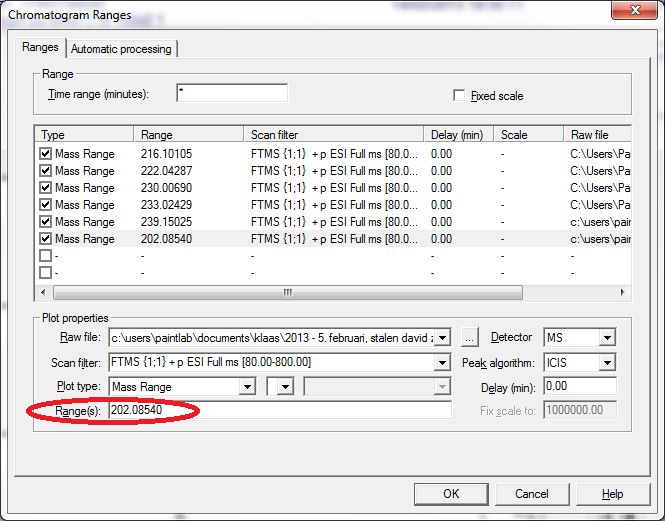 Chromatogram Ranges
Ranges Automatic processing
Range
Time range (minutes): *
Fixed scale
Type Range Scan filter Delay (min) Scale Raw file
Mass Range 216.10105 FTMS {1;1} + p ESI Full ms [80.0... 0.00 - C:\Users\Pain
Mass Range 222.04287 FTMS {1;1} + p ESI Full ms [80.0... 0.00 - C:\Users\Pain
Mass Range 230.00690 FTMS {1;1} + p ESI Full ms [80.0... 0.00 - C:\Users\Pain
Mass Range 233.02429 FTMS {1;1} + p ESI Full ms [80.0... 0.00 - C:\Users\Pain
Mass Range 239.15025 FTMS {1;1} + p ESI Full ms [80.0... 0.00 - c:\users\paint
Mass Range 202.08540 FTMS {1;1} + p ESI Full ms [80.0... 0.00 - c:\users\paint
- - - - - -
- - - - - -
Plot properties
Raw file: c:\users\paintlab\documents\klaas\2013 - 5. februari, stalen david z ... Detector MS
Scan filter: FTMS {1;1} + p ESI Full ms [80.00-800.00] Peak algorithm: ICIS
Plot type: Mass Range Delay (min): 0.00
Range(s): 202.08540 Fix scale to: 1000000.00
OK Cancel Help